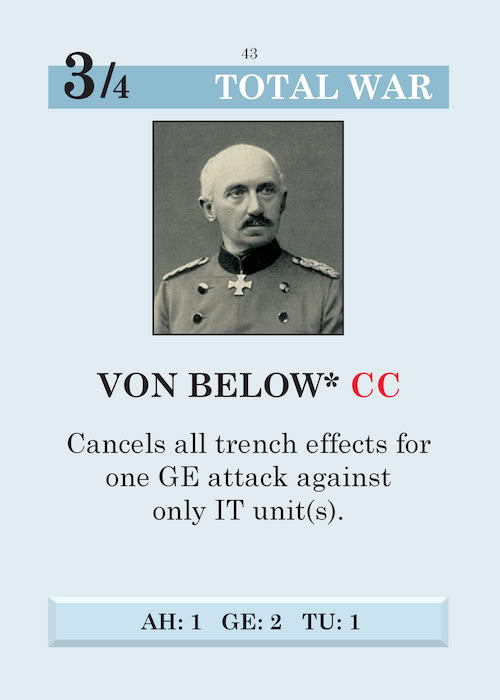 43
3/4 TOTAL WAR
VON BELOW* CC
Cancels all trench effects for
one GE attack against
only IT unit(s).
AH: 1 GE: 2 TU: 1